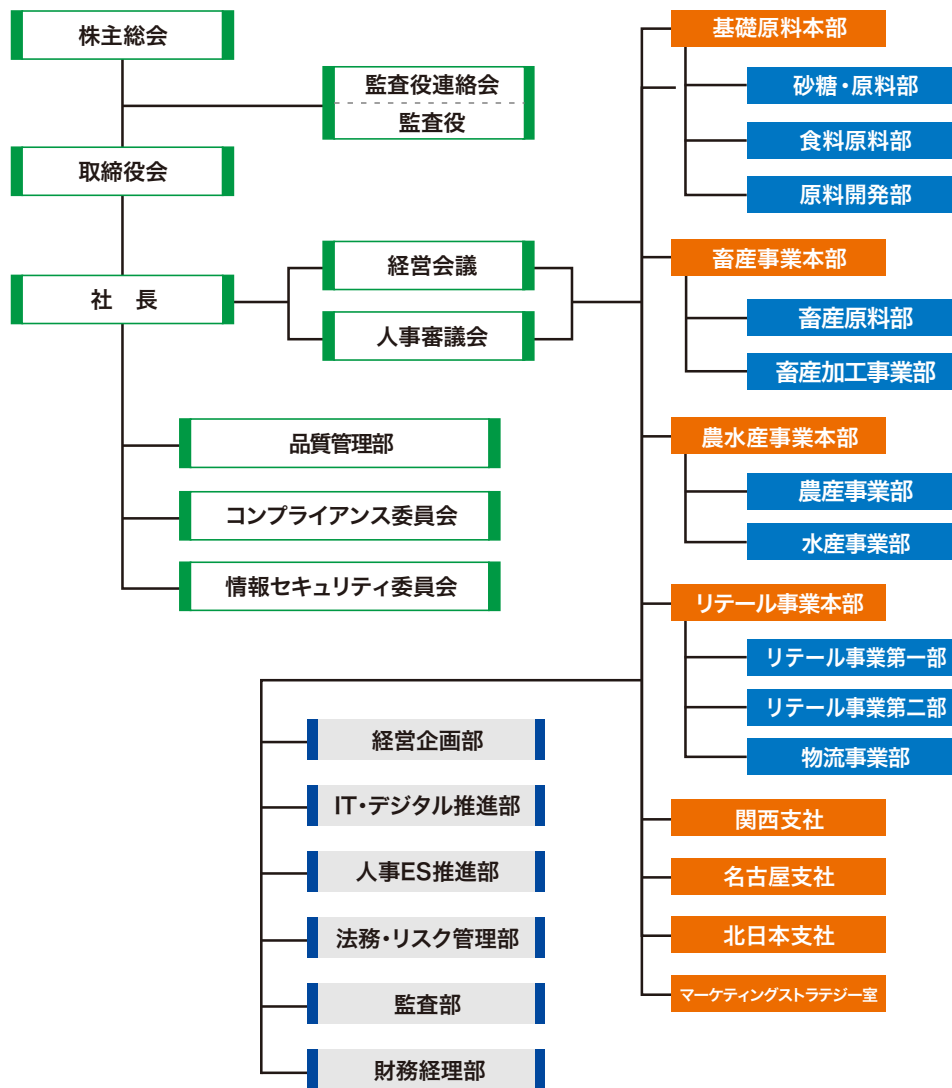 株主総会
監査役連絡会
監査役
取締役会
社　長
経営会議
人事審議会
品質管理部
コンプライアンス委員会
情報セキュリティ委員会
経営企画部
IT・デジタル推進部
人事ES推進部
法務・リスク管理部
監査部
財務経理部
基礎原料本部
砂糖・原料部
食料原料部
原料開発部
畜産事業本部
畜産原料部
畜産加工事業部
農水産事業本部
農産事業部
水産事業部
リテール事業本部
リテール事業第一部
リテール事業第二部
物流事業部
関西支社
名古屋支社
北日本支社
マーケティングストラテジー室